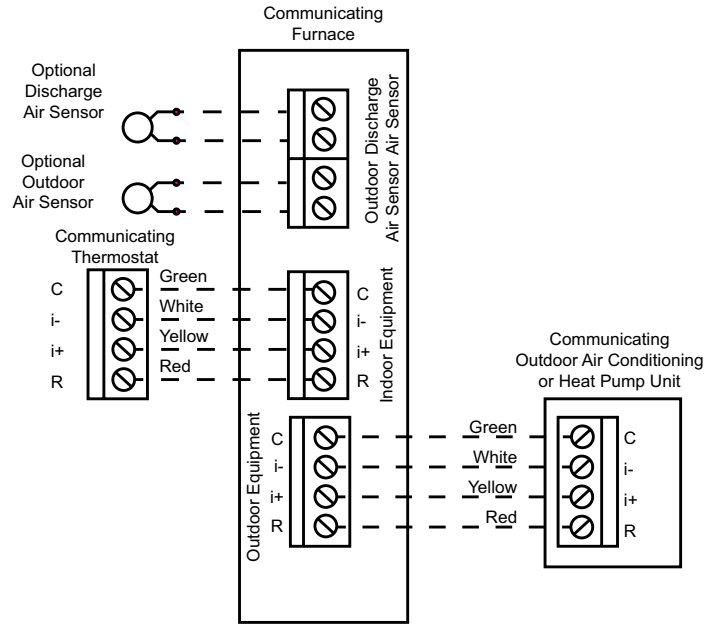 Communicating
Furnace
Optional
Discharge
Air Sensor
Discharge
Air Sensor
Optional
Outdoor
Air Sensor
Outdoor
Air Sensor
Communicating
Thermostat
C
i-
i+
R
Green
White
Yellow
Red
C
i-
i+
R
Indoor Equipment
Outdoor Equipment
C
i-
i+
R
Green
White
Yellow
Red
Communicating
Outdoor Air Conditioning
or Heat Pump Unit
C
i-
i+
R